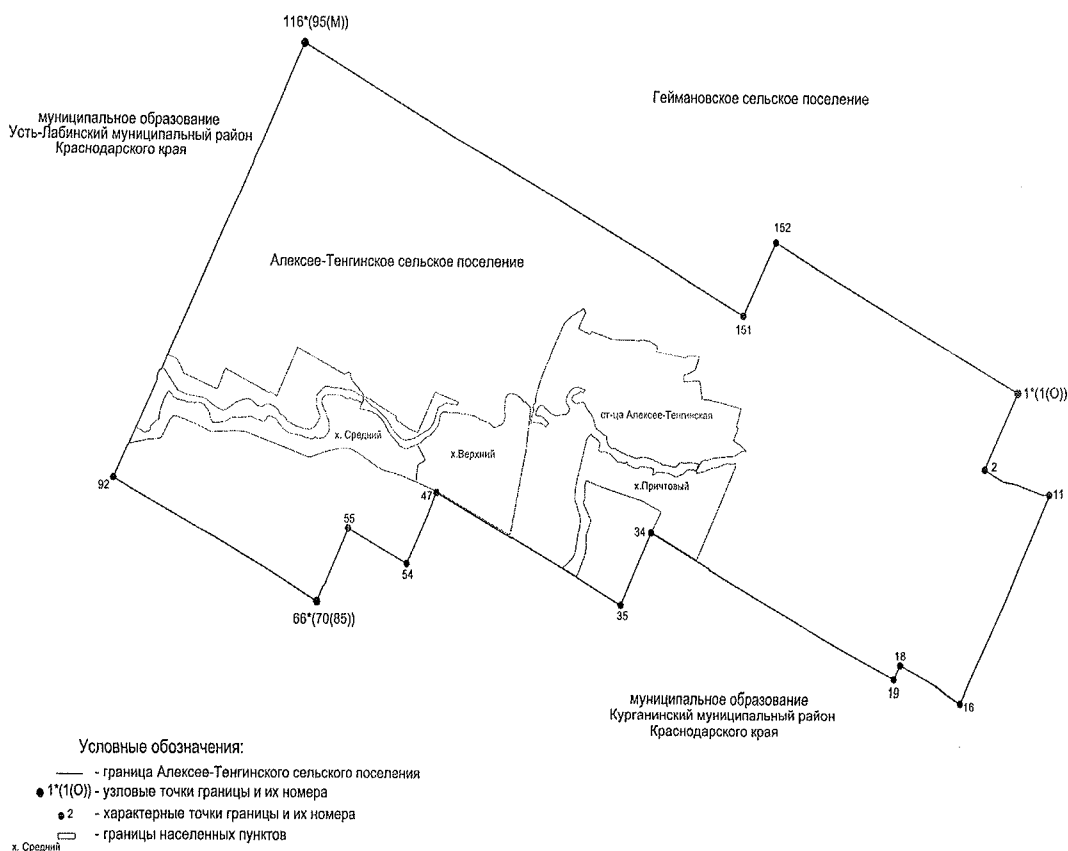 116*(95(М))
Геймановское сельское поселение
муниципальное образование
Усть-Лабинский муниципальный район
Краснодарского края
152
Алексее-Тенгинское сельское поселение
151
1*(1(О))
ст-ца Алексее-Тенгинская
х. Средний
х.Верхний
2
92
х.Причтовый
47
11
55
34
54
35
66*(70(85))
18
19
16
муниципальное образование
Курганинский муниципальный район
Краснодарского края
Условные обозначения:
- граница Алексее-Тенгинского сельского поселения
1*(1(О)) - узловые точки границы и их номера
2 - характерные точки границы и их номера
- границы населенных пунктов
х. Средний